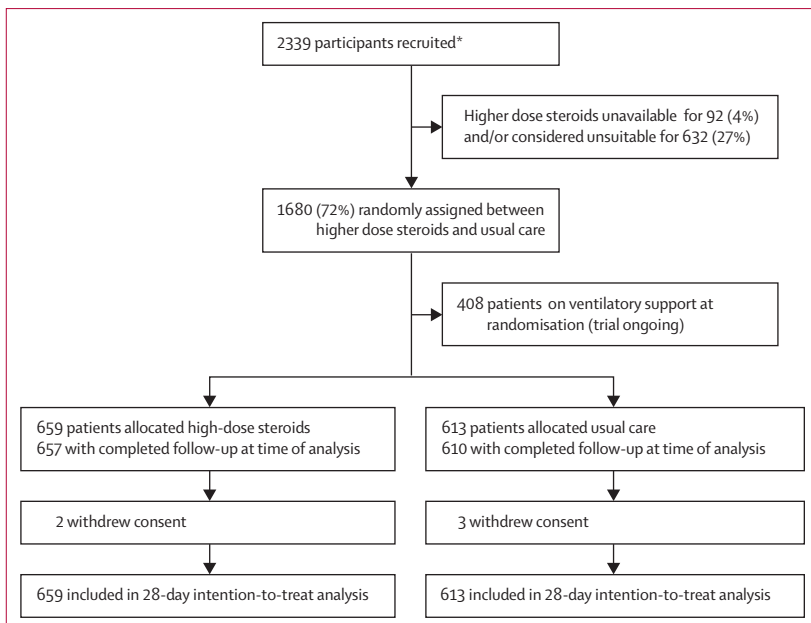 2339 participants recruited*
Higher dose steroids unavailable for 92 (4%)
and/or considered unsuitable for 632 (27%)
1680 (72%) randomly assigned between
higher dose steroids and usual care
408 patients on ventilatory support at
randomisation (trial ongoing)
659 patients allocated high-dose steroids
657 with completed follow-up at time of analysis
613 patients allocated usual care
610 with completed follow-up at time of analysis
2 withdrew consent
3 withdrew consent
659 included in 28-day intention-to-treat analysis
613 included in 28-day intention-to-treat analysis